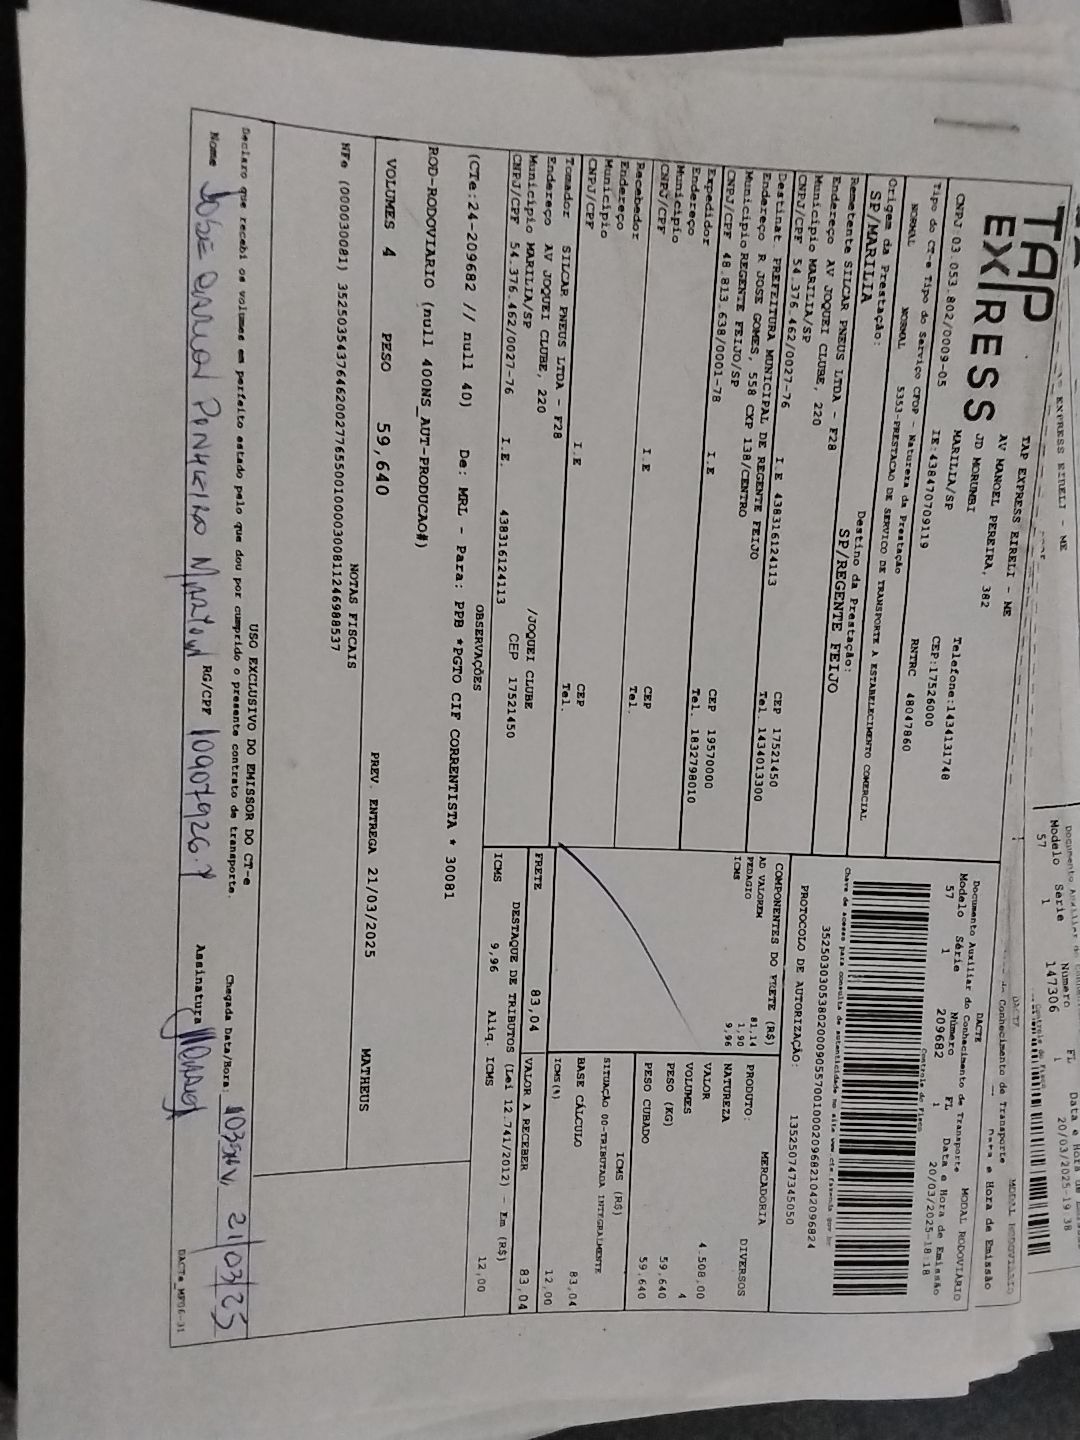 TAP EXPRESS
TAP EXPRESS EIRELI - ME
AV MANOEL PEREIRA, 382
JD MORUMBI
MARILIA/SP
Telefone:1434131748
CEP:17526000
CNPJ:03.053.802/0009-05 IE:438470709119 RNTRC 48047860
Tipo do CT-e Tipo do Serviço CFOP - Natureza da Prestação
NORMAL NORMAL 5353-PRESTACAO DE SERVICO DE TRANSPORTE A ESTABELECIMENTO COMERCIAL
Origem da Prestação: Destino da Prestação:
SP/MARILIA SP/REGENTE FEIJO
Remetente SILCAR PNEUS LTDA - F28
Endereço AV JOQUEI CLUBE, 220
Município MARILIA/SP CEP 17521450
CNPJ/CPF 54.376.462/0027-76 I.E 438316124113 Tel. 1434013300
Destinat PREFEITURA MUNICIPAL DE REGENTE FEIJO
Endereço R JOSE GOMES, 558 CXP 138/CENTRO
Município REGENTE FEIJO/SP CEP 19570000
CNPJ/CPF 48.813.638/0001-78 I.E Tel. 1832798010
Expedidor
Endereço
Município CEP
CNPJ/CPF I.E Tel.
Recebedor
Endereço
Município CEP
CNPJ/CPF I.E Tel.
Tomador SILCAR PNEUS LTDA - F28
Endereço AV JOQUEI CLUBE, 220 /JOQUEI CLUBE
Município MARILIA/SP CEP 17521450
CNPJ/CPF 54.376.462/0027-76 I.E. 438316124113
DACTE MODAL RODOVIARIO
Documento Auxiliar do Conhecimento de Transporte
Modelo Série Número FL Data e Hora de Emissão
57 1 209682 1 20/03/2025-18:18
Controle do Fisco
Chave de acesso para consulta de autenticidade no site www.cte.fazenda.gov.br
35250303053802000905570010002096821042096824
PROTOCOLO DE AUTORIZAÇÃO: 135250747345050
COMPONENTES DO FRETE (R$)
AD VALOREM 81,14
PEDAGIO 1,90
ICMS 9,96
FRETE 83,04
MERCADORIA
PRODUTO:
NATUREZA DIVERSOS
VALOR 4.508,00
VOLUMES 4
PESO (KG) 59,640
PESO CUBADO 59,640
ICMS (R$)
SITUAÇÃO 00-TRIBUTADA INTEGRALMENTE
BASE CÁLCULO 83,04
ICMS(%) 12,00
VALOR A RECEBER 83,04
DESTAQUE DE TRIBUTOS (Lei 12.741/2012) - Em (R$)
ICMS 9,96 Aliq. ICMS 12,00
OBSERVAÇÕES
(CTe:24-209682 // null 40) De: MRL - Para: PPB *PGTO CIF CORRENTISTA * 30081
ROD-RODOVIARIO (null 400NS_AUT-PRODUCAO#)
VOLUMES 4 PESO 59,640 PREV. ENTREGA 21/03/2025 MATHEUS
NOTAS FISCAIS
NFe (000030081) 35250354376462002776550010000300811246988537
USO EXCLUSIVO DO EMISSOR DO CT-e
Declaro que recebi os volumes em perfeito estado pelo que dou por cumprido o presente contrato de transporte.
Chegada Data/Hora: 21/03/25
Nome JOSE PINHEIRO RG/CPF 10907926.9 Assinatura
DACTe_MF06-31
Modelo Série Número FL
57 1 147306 1 20/03/2025-19:38